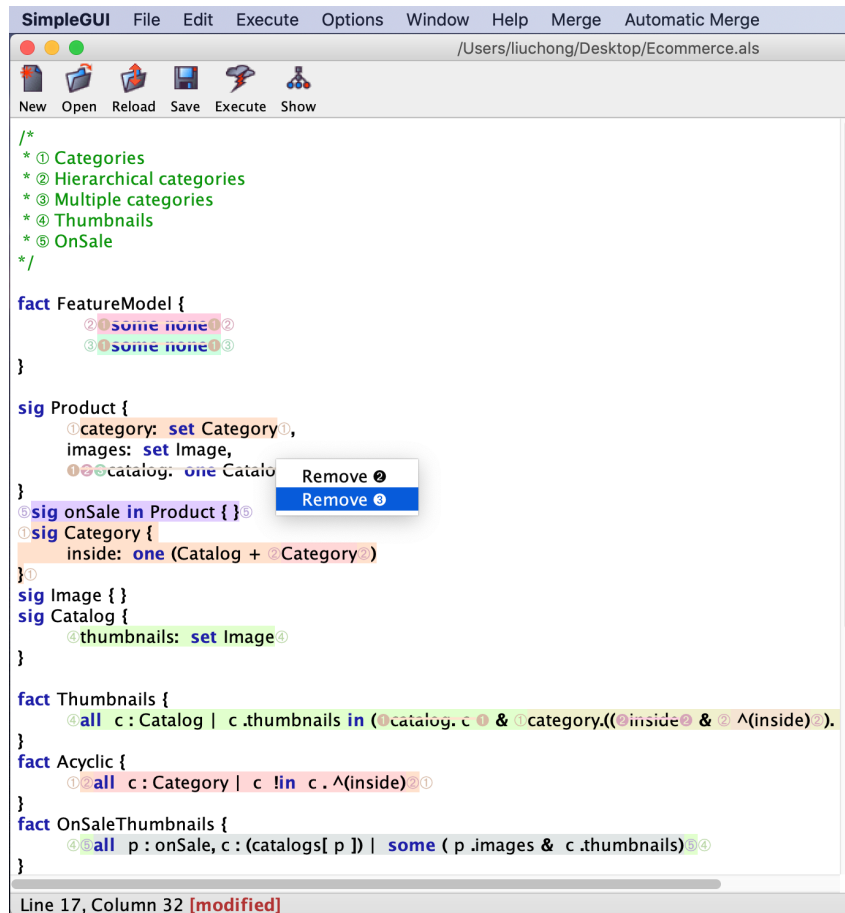 SimpleGUI File Edit Execute Options Window Help Merge Automatic Merge
/Users/liuchong/Desktop/Ecommerce.als
New Open Reload Save Execute Show
/*
* ① Categories
* ② Hierarchical categories
* ③ Multiple categories
* ④ Thumbnails
* ⑤ OnSale
*/
fact FeatureModel {
②❶some none❶②
③❶some none❶③
}
sig Product {
①category: set Category①,
images: set Image,
❶❷❸catalog: one Catalo
Remove ❷
Remove ❸
}
⑤sig onSale in Product { }⑤
①sig Category {
inside: one (Catalog + ②Category②)
}①
sig Image { }
sig Catalog {
④thumbnails: set Image④
}
fact Thumbnails {
④all c : Catalog | c .thumbnails in (❶catalog. c ❶ & ①category.((❷inside❷ & ② ^(inside)②).
}
fact Acyclic {
①②all c : Category | c !in c . ^(inside)②①
}
fact OnSaleThumbnails {
④⑤all p : onSale, c : (catalogs[ p ]) | some ( p .images & c .thumbnails)⑤④
}
Line 17, Column 32 [modified]